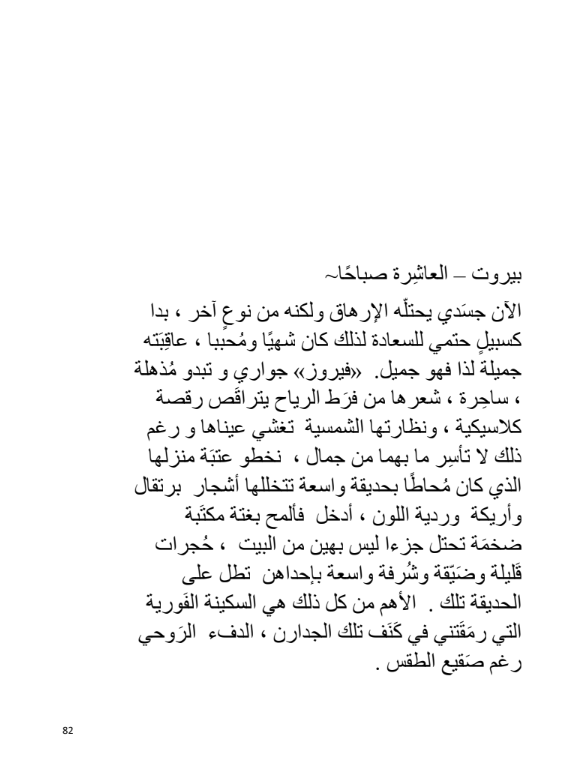 بيروت – العاشِرة صباحًا~
الآن جسَدي يحتلّه الإرهاق ولكنه من نوعٍ آخر ، بدا
كسبيلٍ حتمي للسعادة لذلك كان شهيًا ومُحببا ، عاقِبَته
جميلة لذا فهو جميل. «فيروز» جواري و تبدو مُذهلة
، ساحِرة ، شعرها من فرَط الرياح يتراقَص رقصة
كلاسيكية ، ونظارتها الشمسية تغشي عيناها و رغم
ذلك لا تأسِر ما بهما من جمال ، نخطو عتبَة منزلها
الذي كان مُحاطًا بحديقة واسعة تتخللها أشجار برتقال
وأريكة وردية اللون ، أدخل فألمح بغتة مكتَبة
ضخمَة تحتل جزءا ليس بهين من البيت ، حُجرات
قَليلة وضَيّقة وشُرفة واسعة بإحداهن تطل على
الحديقة تلك . الأهم من كل ذلك هي السكينة الفَورية
التي رمَقَتني في كَنَف تلك الجدارن ، الدفء الرَوحي
رغم صَقيع الطقس .
82